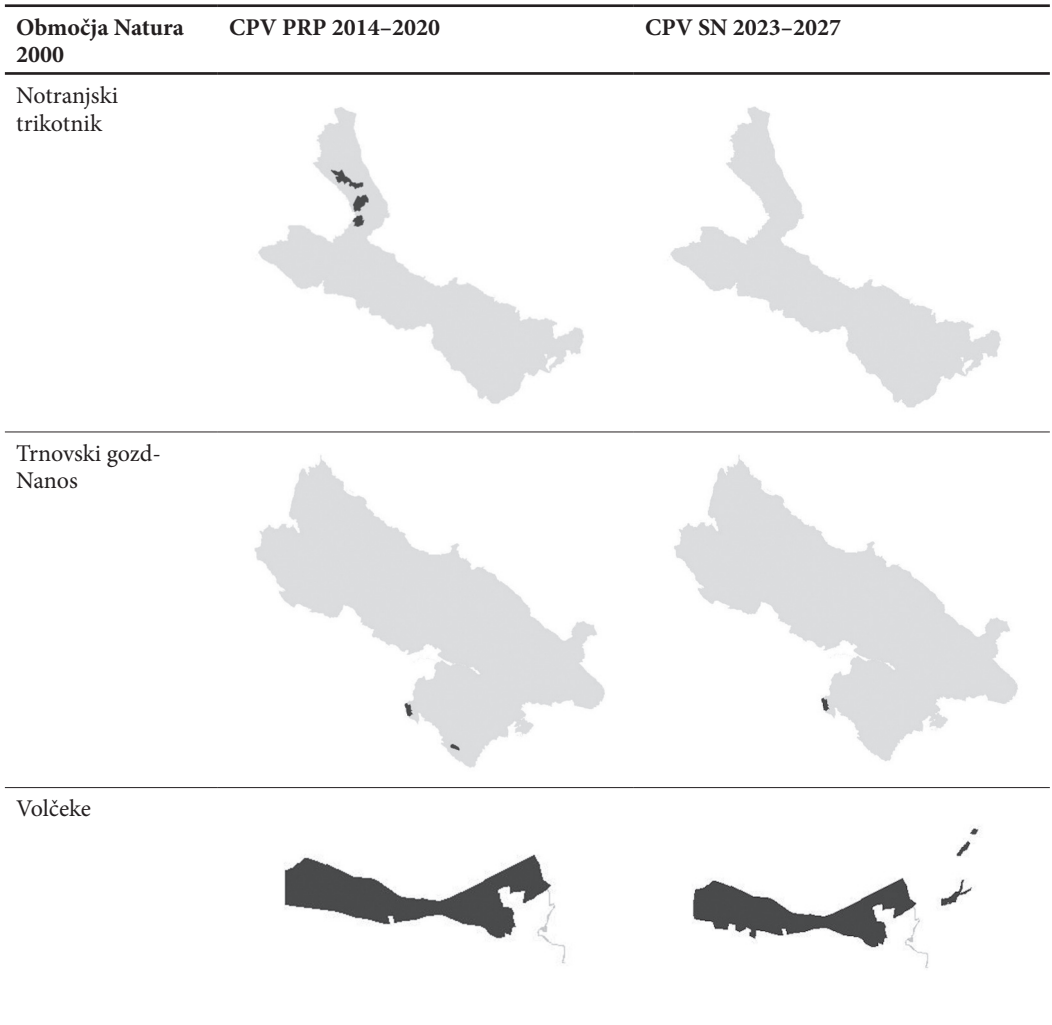 Območja Natura 2000
CPV PRP 2014–2020
CPV SN 2023–2027
Notranjski
trikotnik
Trnovski gozd-
Nanos
Volčeke